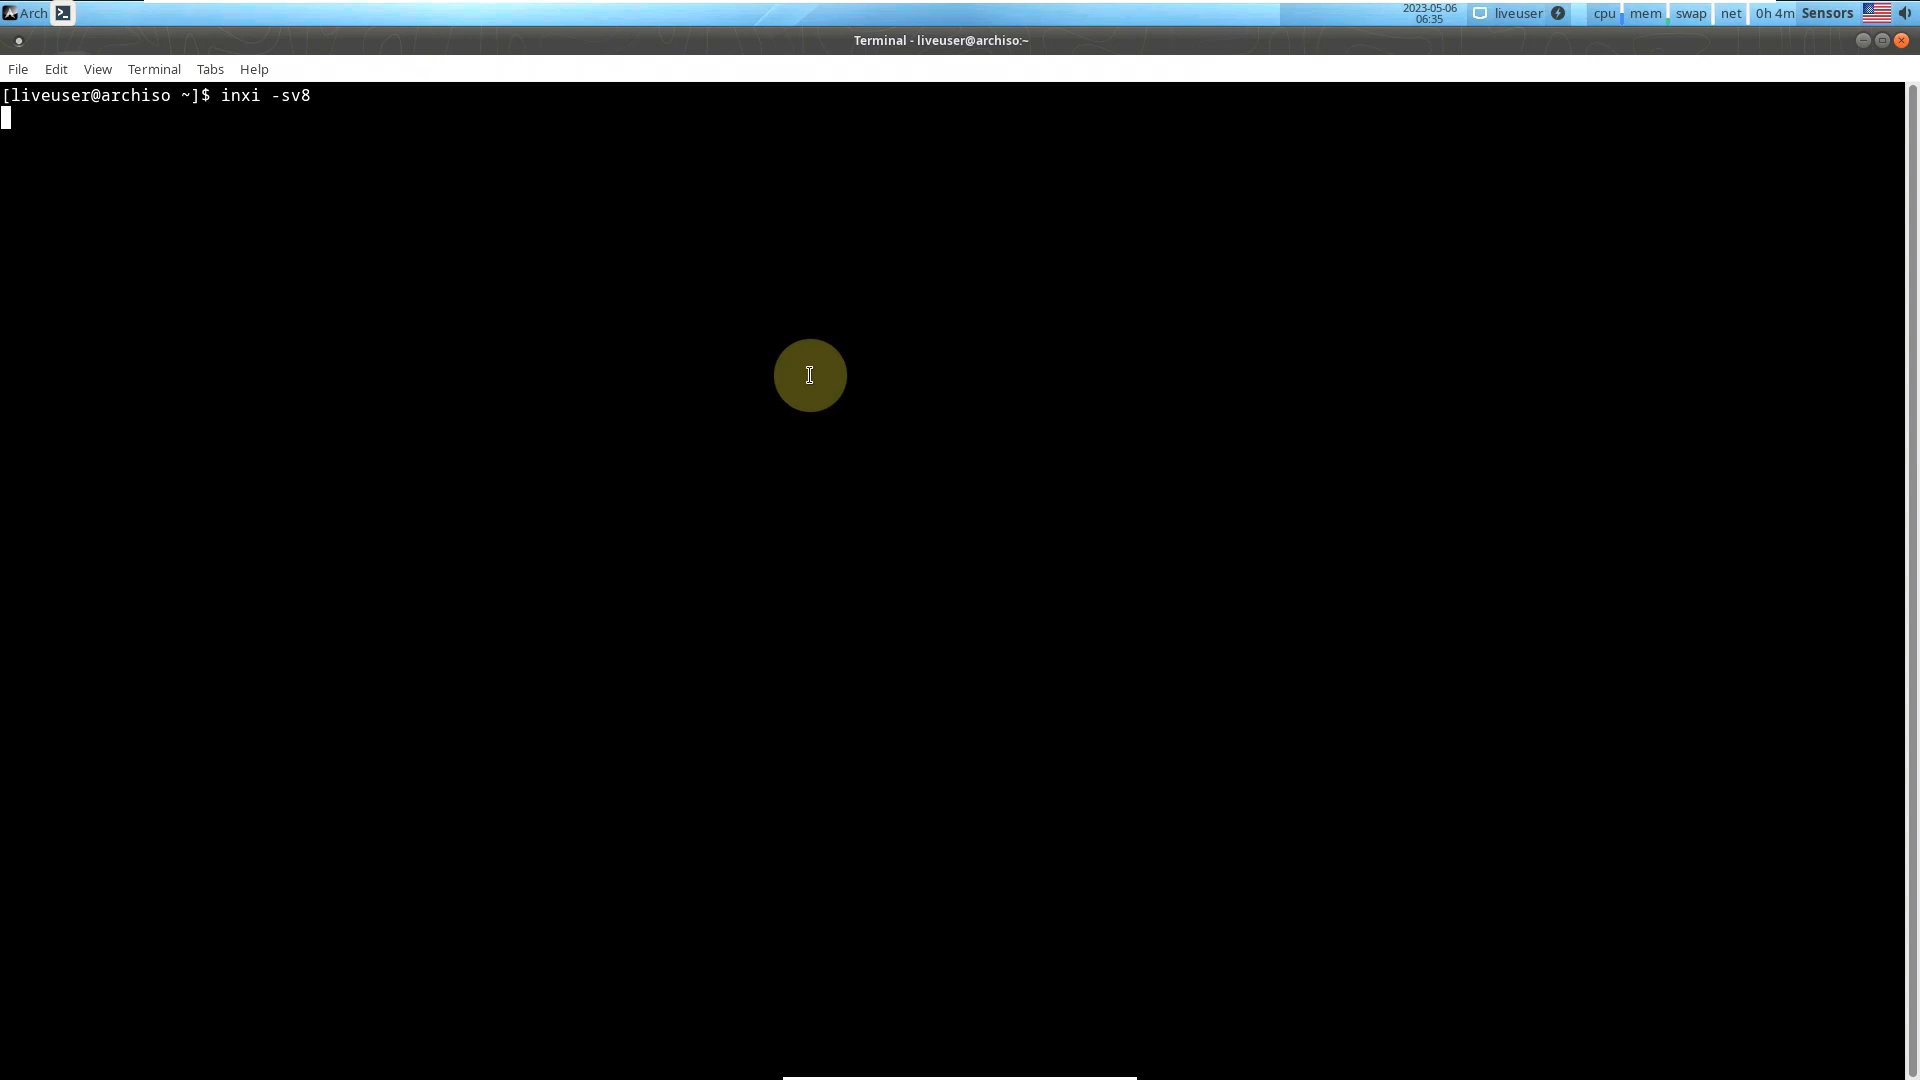 Arch 2023-05-06 liveuser cpu mem swap net 0h 4m Sensors
06:35
Terminal - liveuser@archiso:~
File Edit View Terminal Tabs Help
[liveuser@archiso ~]$ inxi -sv8